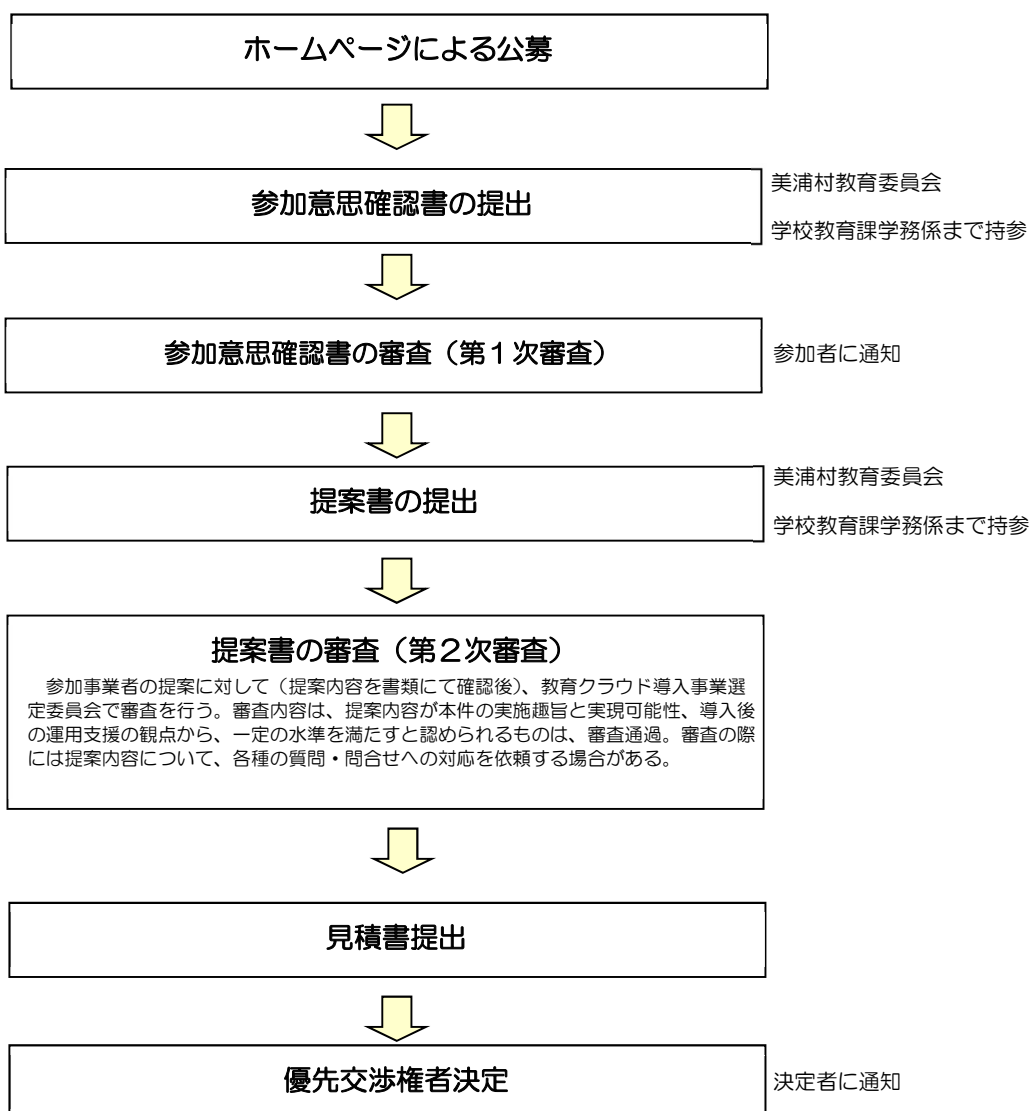 ホームページによる公募
参加意思確認書の提出
美浦村教育委員会
学校教育課学務係まで持参
参加意思確認書の審査（第１次審査）
参加者に通知
提案書の提出
美浦村教育委員会
学校教育課学務係まで持参
提案書の審査（第２次審査）
参加事業者の提案に対して（提案内容を書類にて確認後）、教育クラウド導入事業選
定委員会で審査を行う。審査内容は、提案内容が本件の実施趣旨と実現可能性、導入後
の運用支援の観点から、一定の水準を満たすと認められるものは、審査通過。審査の際
には提案内容について、各種の質問・問合せへの対応を依頼する場合がある。
見積書提出
優先交渉権者決定
決定者に通知